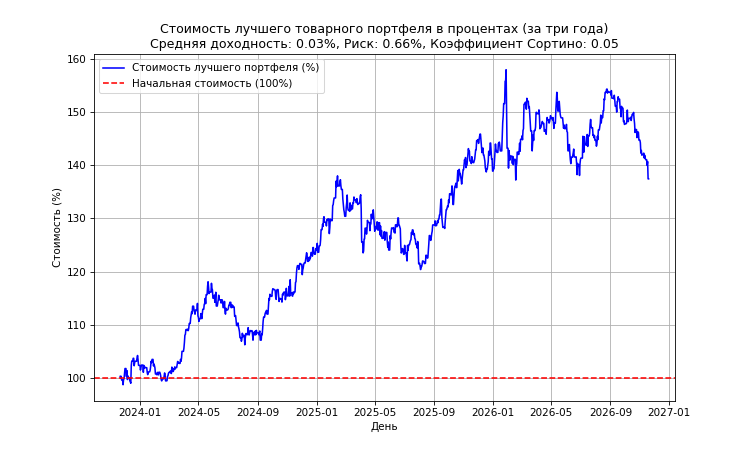 Стоимость лучшего товарного портфеля в процентах (за три года)
Средняя доходность: 0.03%, Риск: 0.66%, Коэффициент Сортино: 0.05
Стоимость лучшего портфеля (%)
Начальная стоимость (100%)
Стоимость (%)
160
150
140
130
120
110
100
2024-01 2024-05 2024-09 2025-01 2025-05 2025-09 2026-01 2026-05 2026-09 2027-01
День